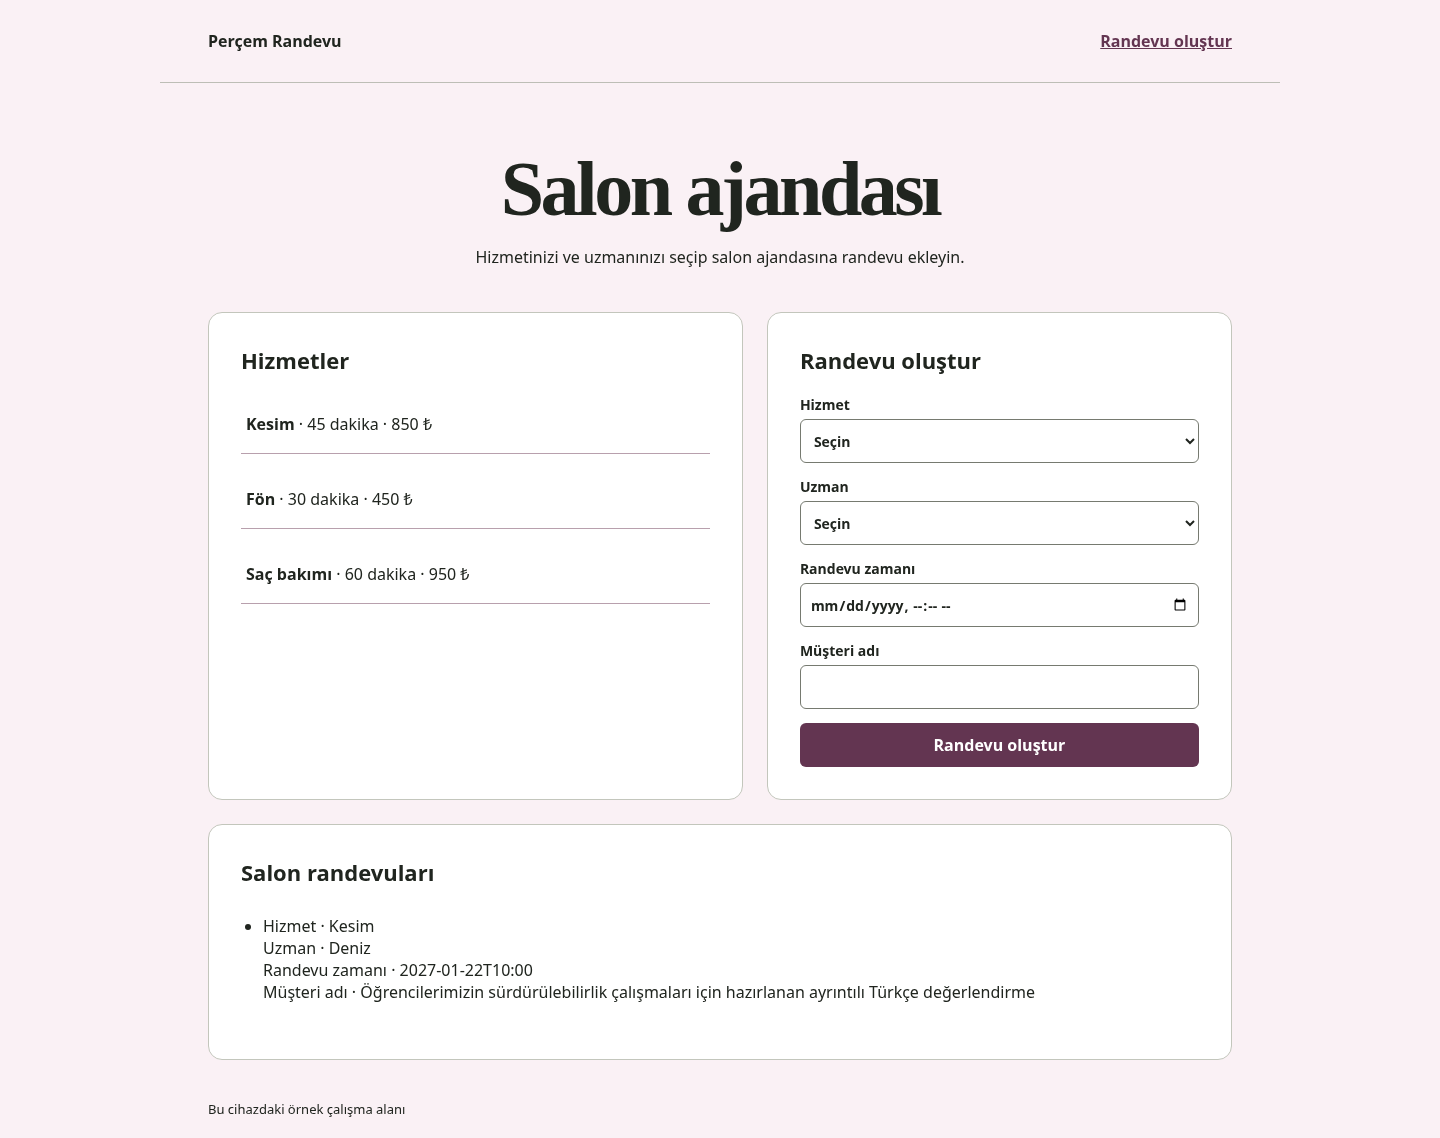 Perçem Randevu
Randevu oluştur
Salon ajandası
Hizmetinizi ve uzmanınızı seçip salon ajandasına randevu ekleyin.
Hizmetler
Kesim · 45 dakika · 850 ₺
Fön · 30 dakika · 450 ₺
Saç bakımı · 60 dakika · 950 ₺
Randevu oluştur
Hizmet
Seçin
Uzman
Seçin
Randevu zamanı
mm/dd/yyyy, --:-- --
Müşteri adı
Randevu oluştur
Salon randevuları
Hizmet · Kesim
Uzman · Deniz
Randevu zamanı · 2027-01-22T10:00
Müşteri adı · Öğrencilerimizin sürdürülebilirlik çalışmaları için hazırlanan ayrıntılı Türkçe değerlendirme
Bu cihazdaki örnek çalışma alanı